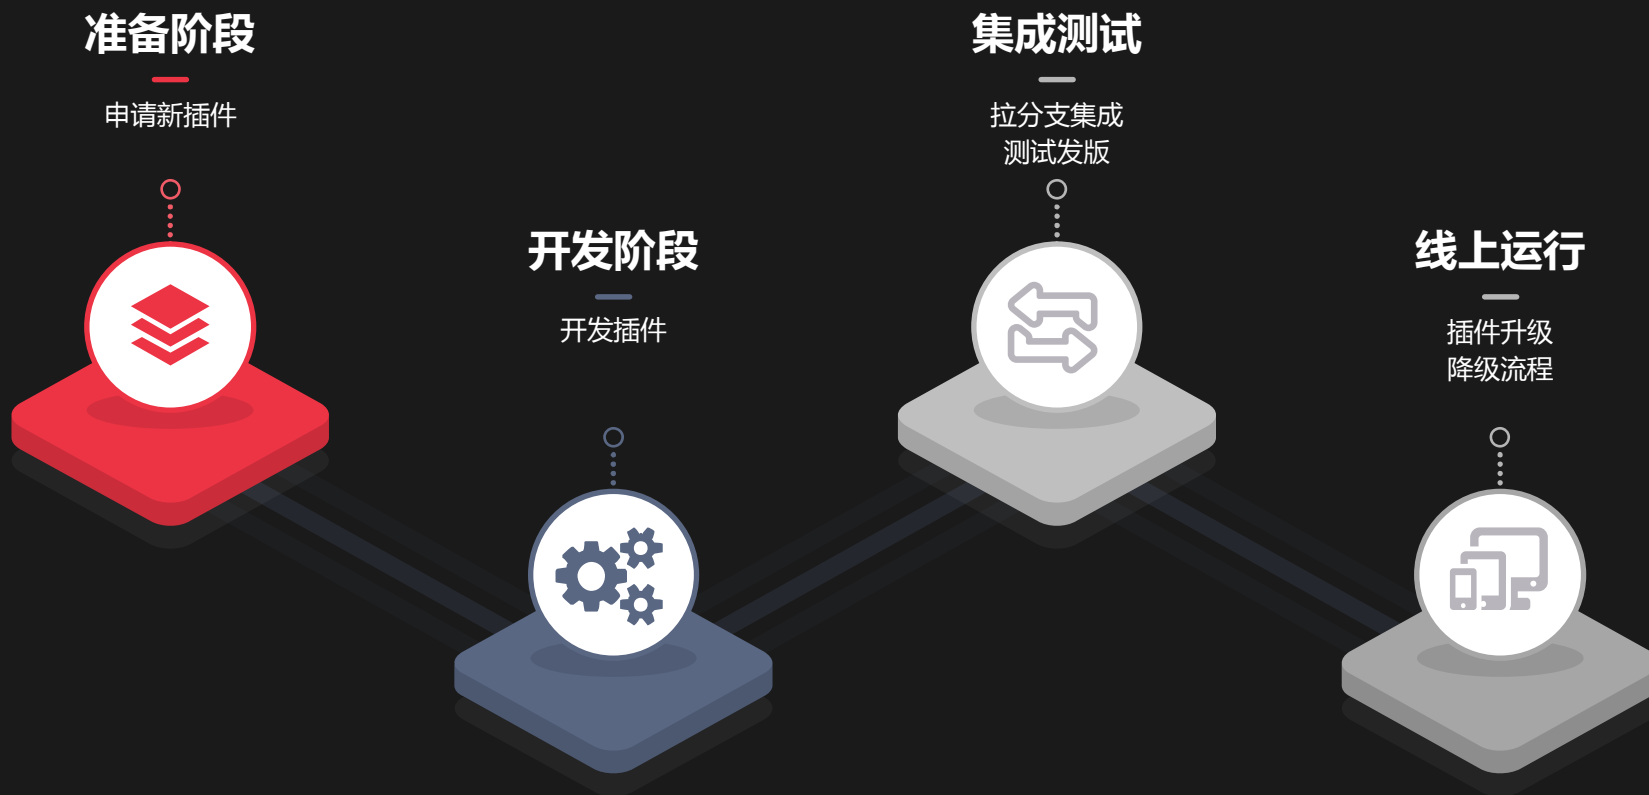 准备阶段
申请新插件
开发阶段
开发插件
集成测试
拉分支集成
测试发版
线上运行
插件升级
降级流程